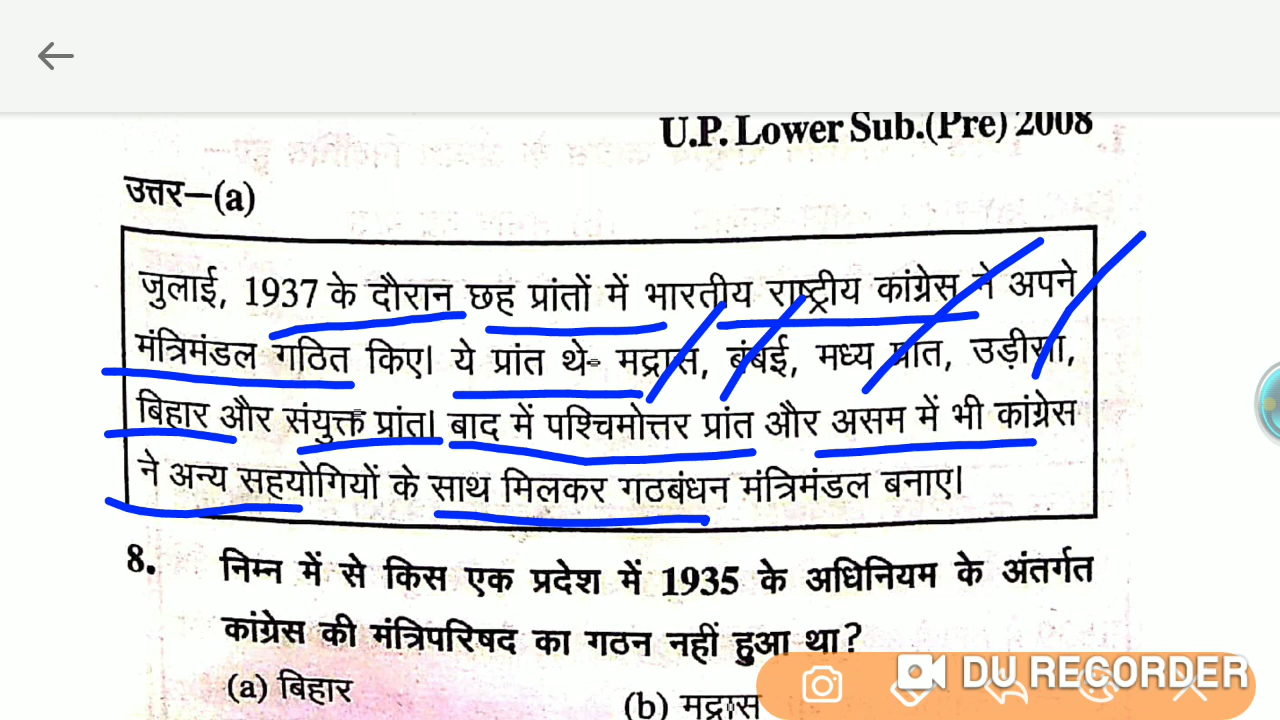 U.P. Lower Sub.(Pre) 2008
उत्तर—(a)
जुलाई, 1937 के दौरान छह प्रांतों में भारतीय राष्ट्रीय कांग्रेस ने अपने
मंत्रिमंडल गठित किए। ये प्रांत थे- मद्रास, बंबई, मध्य प्रांत, उड़ीसा,
बिहार और संयुक्त प्रांत। बाद में पश्चिमोत्तर प्रांत और असम में भी कांग्रेस
ने अन्य सहयोगियों के साथ मिलकर गठबंधन मंत्रिमंडल बनाए।
8. निम्न में से किस एक प्रदेश में 1935 के अधिनियम के अंतर्गत
कांग्रेस की मंत्रिपरिषद का गठन नहीं हुआ था?
(a) बिहार
(b) मद्रास
DU RECORDER